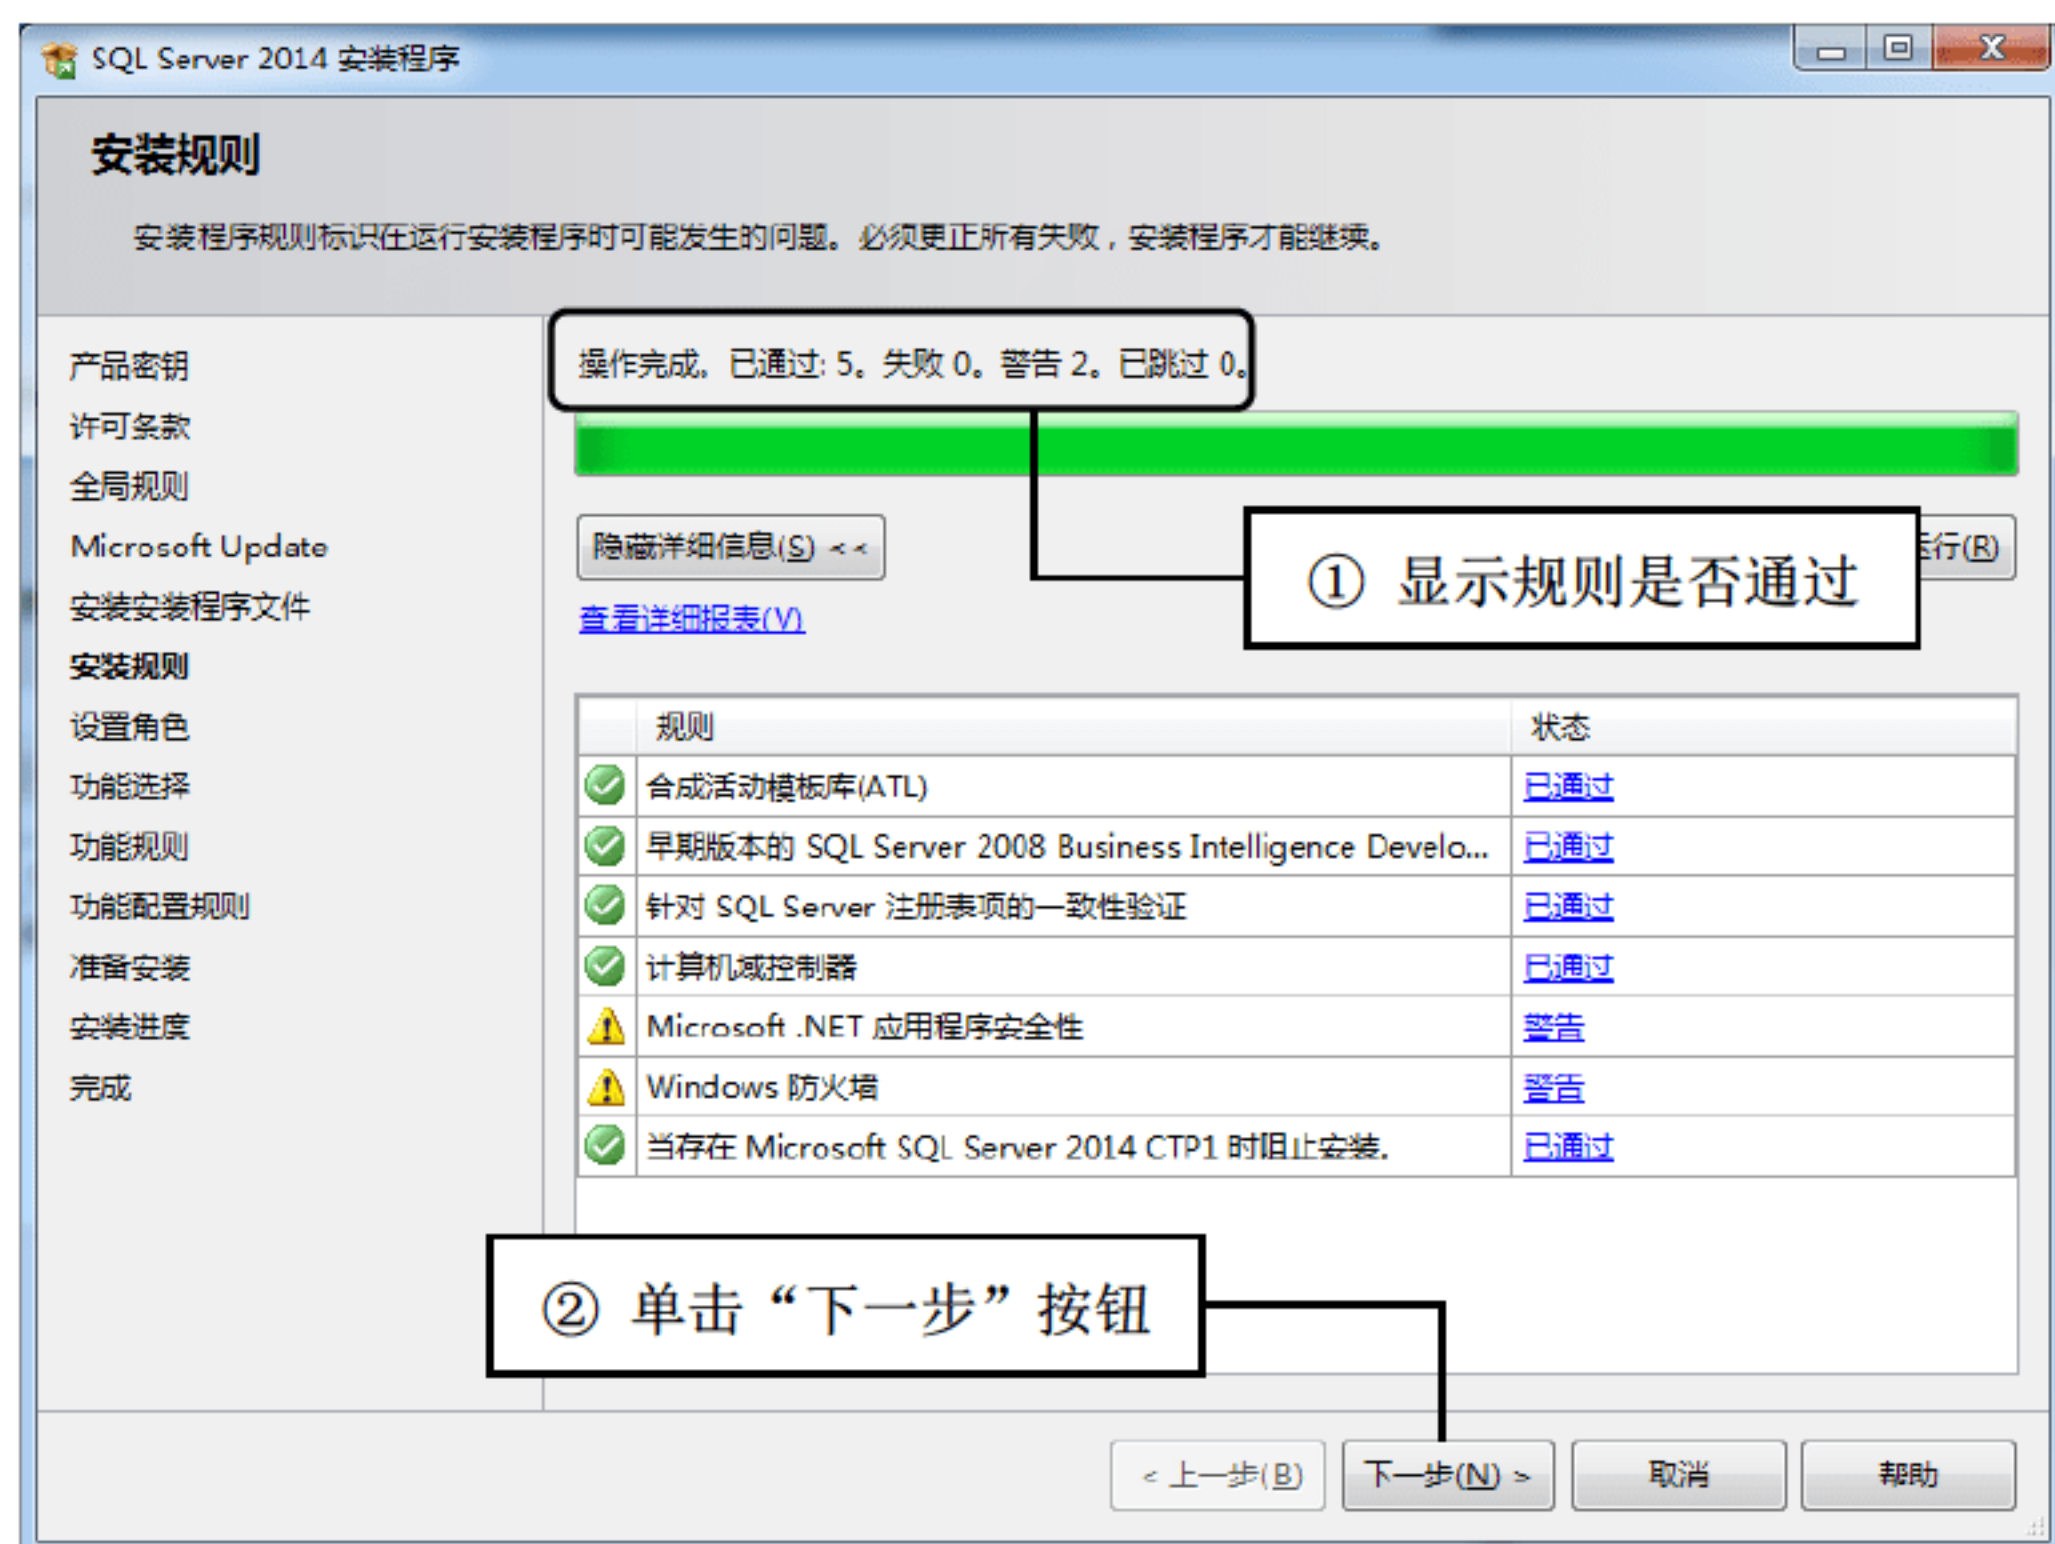 SQL Server 2014 安装程序
安装规则
安装程序规则标识在运行安装程序时可能发生的问题。必须更正所有失败，安装程序才能继续。
产品密钥
许可条款
全局规则
Microsoft Update
安装安装程序文件
安装规则
设置角色
功能选择
功能规则
功能配置规则
准备安装
安装进度
完成
操作完成。已通过: 5。失败 0。警告 2。已跳过 0。
隐藏详细信息(S) <<
行(R)
① 显示规则是否通过
查看详细报表(V)
规则 状态
合成活动模板库(ATL) 已通过
早期版本的 SQL Server 2008 Business Intelligence Develo... 已通过
针对 SQL Server 注册表项的一致性验证 已通过
计算机域控制器 已通过
Microsoft .NET 应用程序安全性 警告
Windows 防火墙 警告
当存在 Microsoft SQL Server 2014 CTP1 时阻止安装. 已通过
② 单击“下一步”按钮
< 上一步(B) 下一步(N) > 取消 帮助